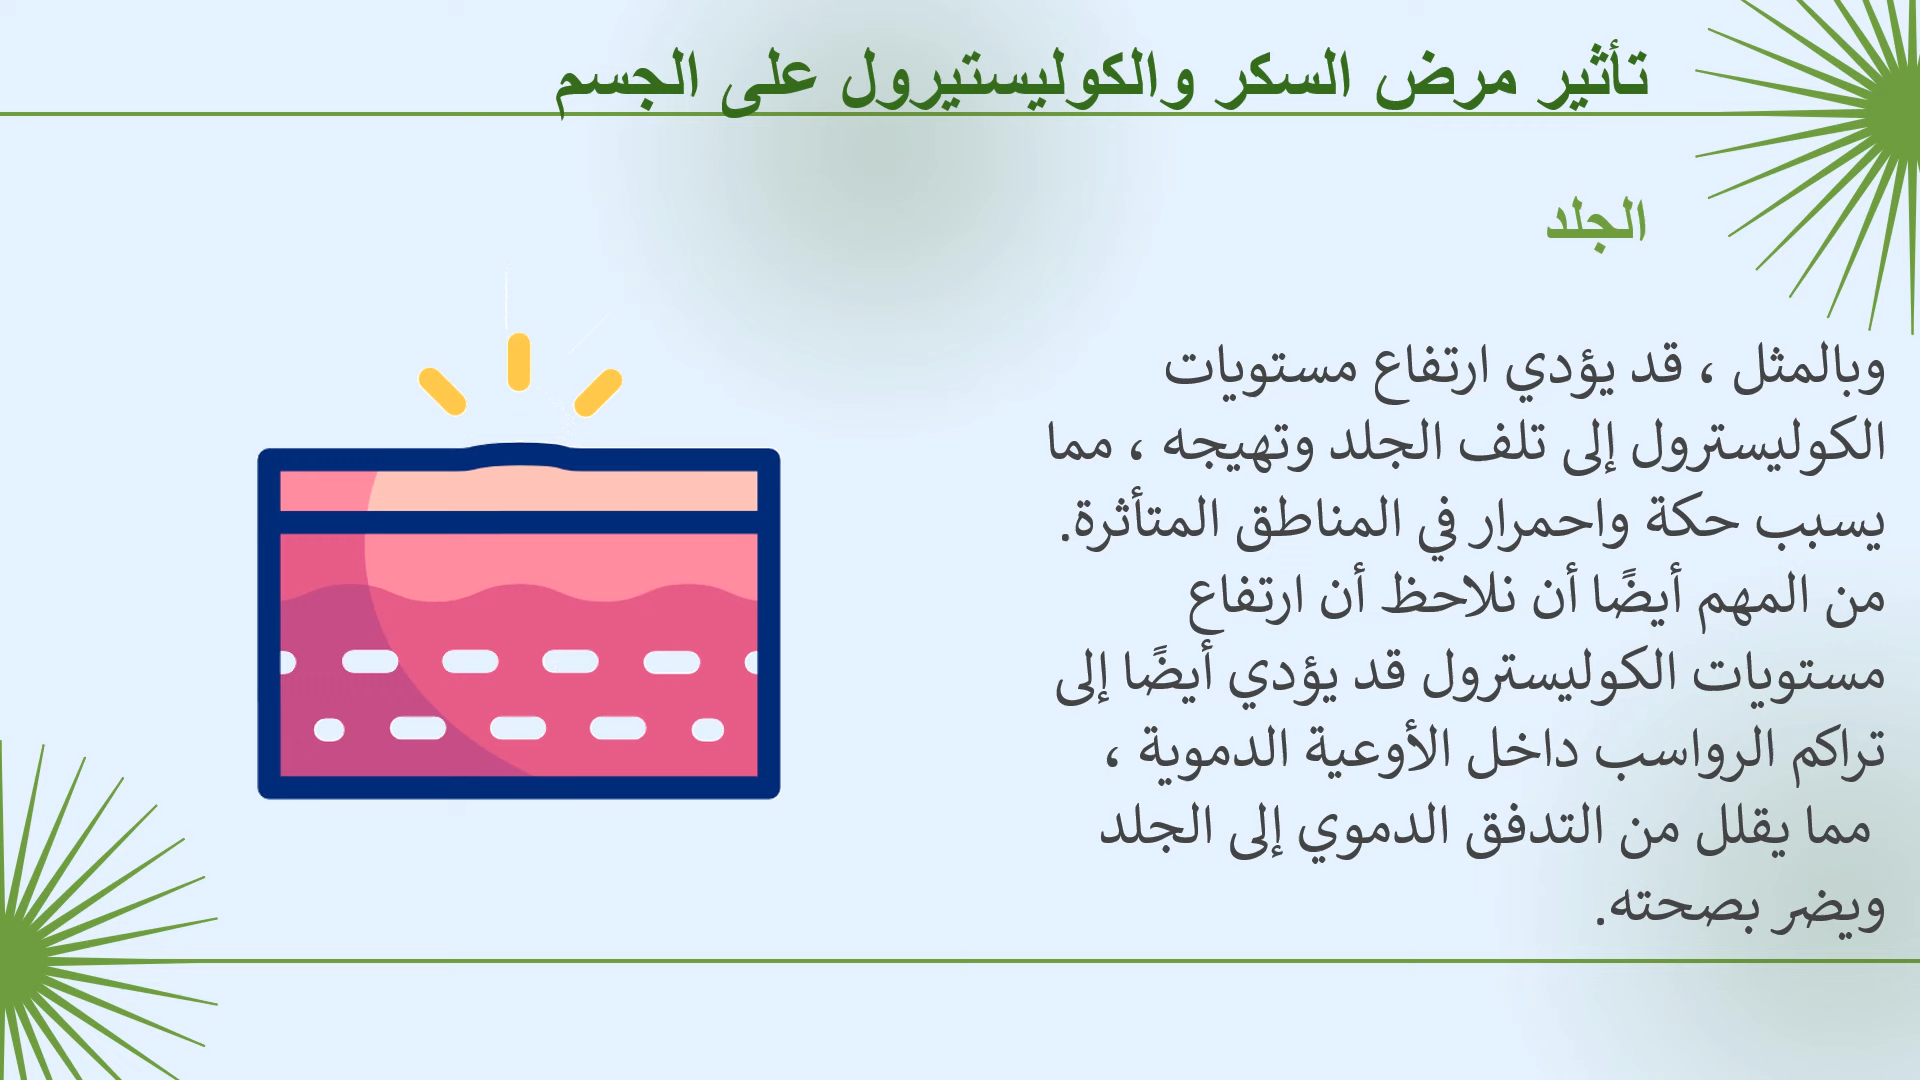 تأثير مرض السكر والكوليستيرول على الجسم
الجلد
وبالمثل ، قد يؤدي ارتفاع مستويات
الكوليسترول إلى تلف الجلد وتهيجه ، مما
يسبب حكة واحمرار في المناطق المتأثرة.
من المهم أيضًا أن نلاحظ أن ارتفاع
مستويات الكوليسترول قد يؤدي أيضًا إلى
تراكم الرواسب داخل الأوعية الدموية ،
مما يقلل من التدفق الدموي إلى الجلد
ويضر بصحته.